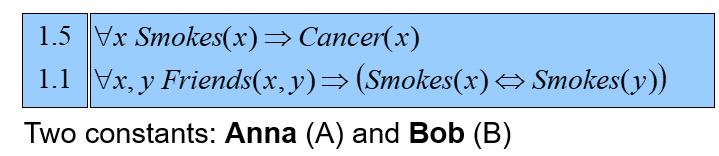 1.5 ∀x Smokes(x) ⇒ Cancer(x)
1.1 ∀x, y Friends(x, y) ⇒ (Smokes(x) ⇔ Smokes(y))
Two constants: Anna (A) and Bob (B)